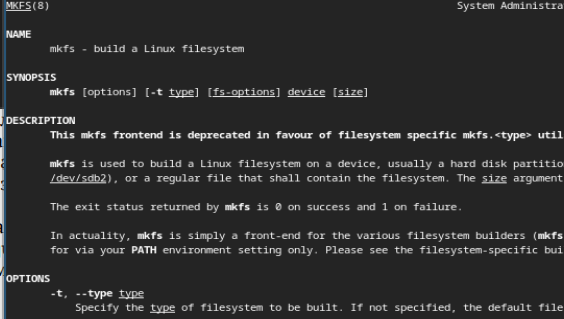 MKFS(8) System Administra
NAME
mkfs - build a Linux filesystem
SYNOPSIS
mkfs [options] [-t type] [fs-options] device [size]
DESCRIPTION
This mkfs frontend is deprecated in favour of filesystem specific mkfs.<type> util
mkfs is used to build a Linux filesystem on a device, usually a hard disk partitio
/dev/sdb2), or a regular file that shall contain the filesystem. The size argument
The exit status returned by mkfs is 0 on success and 1 on failure.
In actuality, mkfs is simply a front-end for the various filesystem builders (mkfs
for via your PATH environment setting only. Please see the filesystem-specific bui
OPTIONS
-t, --type type
Specify the type of filesystem to be built. If not specified, the default file